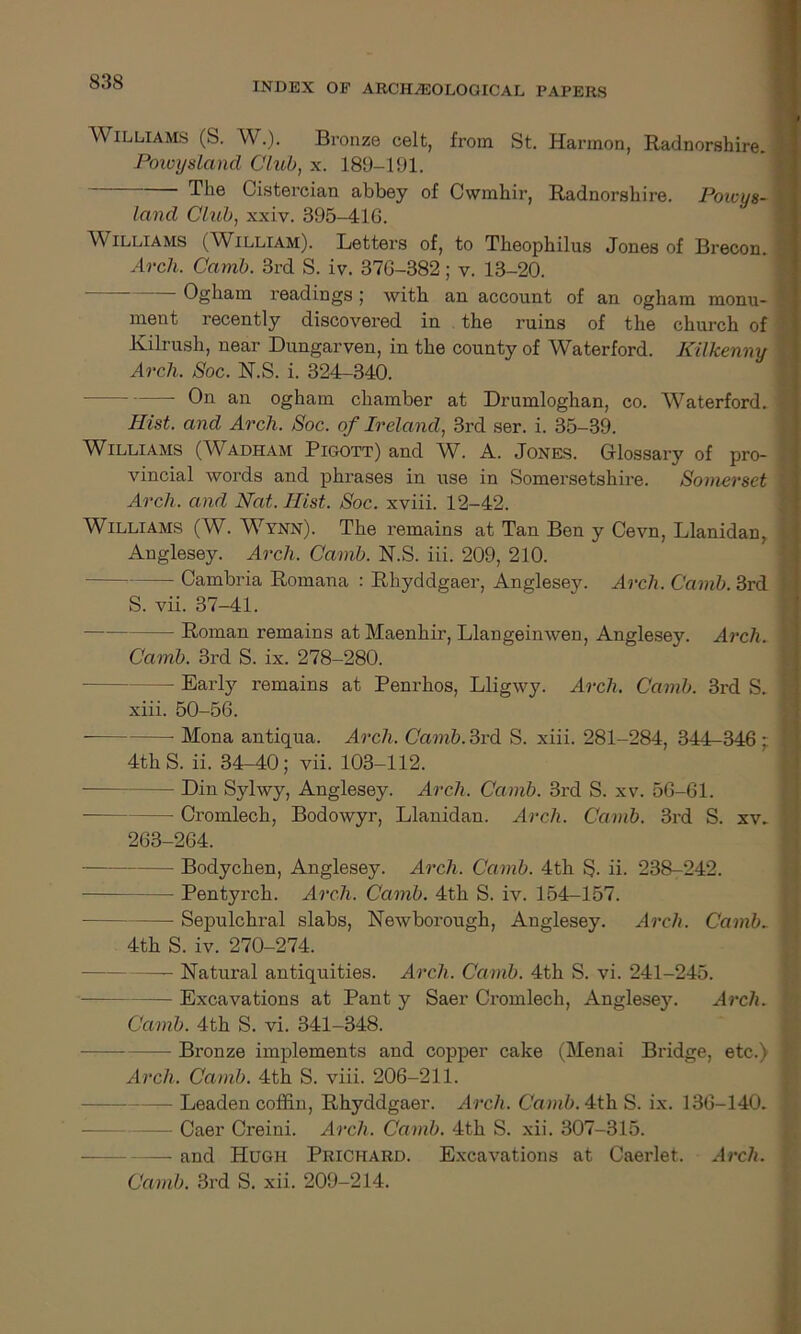 838
INDEX OF ARCHÆOLOGICAL PAPERS
WILLIAMS (S. W.). Bronze celt, from St. Harmon, Radnorshire.
Powysland Club, x. 189–191.
——— The Cistercian abbey of Cwmhir, Radnorshire. Powys-
land Club, xxiv. 395–416.
WILLIAMS (WILLIAM). Letters of, to Theophilus Jones of Brecon.
Arch. Camb. 3rd S. iv. 376–382; v. 13–20.
——— Ogham readings; with an account of an ogham monu-
ment recently discovered in the ruins of the church of
Kilrush, near Dungarven, in the county of Waterford. Kilkenny
Arch. Soc. N.S. i. 324–340.
——— On an ogham chamber at Drumloghan, co. Waterford.
Hist. and Arch. Soc. of Ireland, 3rd ser. i. 35–39.
WILLIAMS (WADHAM PIGOTT) and W. A. JONES. Glossary of pro-
vincial words and phrases in use in Somersetshire. Somerset
Arch. and Nat. Hist. Soc. xviii. 12–42.
WILLIAMS (W. WYNN). The remains at Tan Ben y Cevn, Llanidan,
Anglesey. Arch. Camb. N.S. iii. 209, 210.
——— Cambria Romana : Rhyddgaer, Anglesey. Arch. Camb. 3rd
S. vii. 37–41.
——— Roman remains at Maenhir, Llangeinwen, Anglesey. Arch.
Camb. 3rd S. ix. 278–280.
——— Early remains at Penrhos, Lligwy. Arch. Camb. 3rd S.
xiii. 50–56.
——— Mona antiqua. Arch. Camb. 3rd S. xiii. 281–284, 344–346;
4th S. ii. 34–40; vii. 103–112.
——— Din Sylwy, Anglesey. Arch. Camb. 3rd S. xv. 56–61.
——— Cromlech, Bodowyr, Llanidan. Arch. Camb. 3rd S. xv.
263–264.
——— Bodychen, Anglesey. Arch. Camb. 4th S. ii. 238–242.
——— Pentyrch. Arch. Camb. 4th S. iv. 154–157.
——— Sepulchral slabs, Newborough, Anglesey. Arch. Camb.
4th S. iv. 270–274.
——— Natural antiquities. Arch. Camb. 4th S. vi. 241–245.
——— Excavations at Pant y Saer Cromlech, Anglesey. Arch.
Camb. 4th S. vi. 341–348.
——— Bronze implements and copper cake (Menai Bridge, etc.)
Arch. Camb. 4th S. viii. 206–211.
——— Leaden coffin, Rhyddgaer. Arch. Camb. 4th S. ix. 136–140.
——— Caer Creini. Arch. Camb. 4th S. xii. 307–315.
——— and HUGH PRICHARD. Excavations at Caerlet. Arch.
Camb. 3rd S. xii. 209–214.